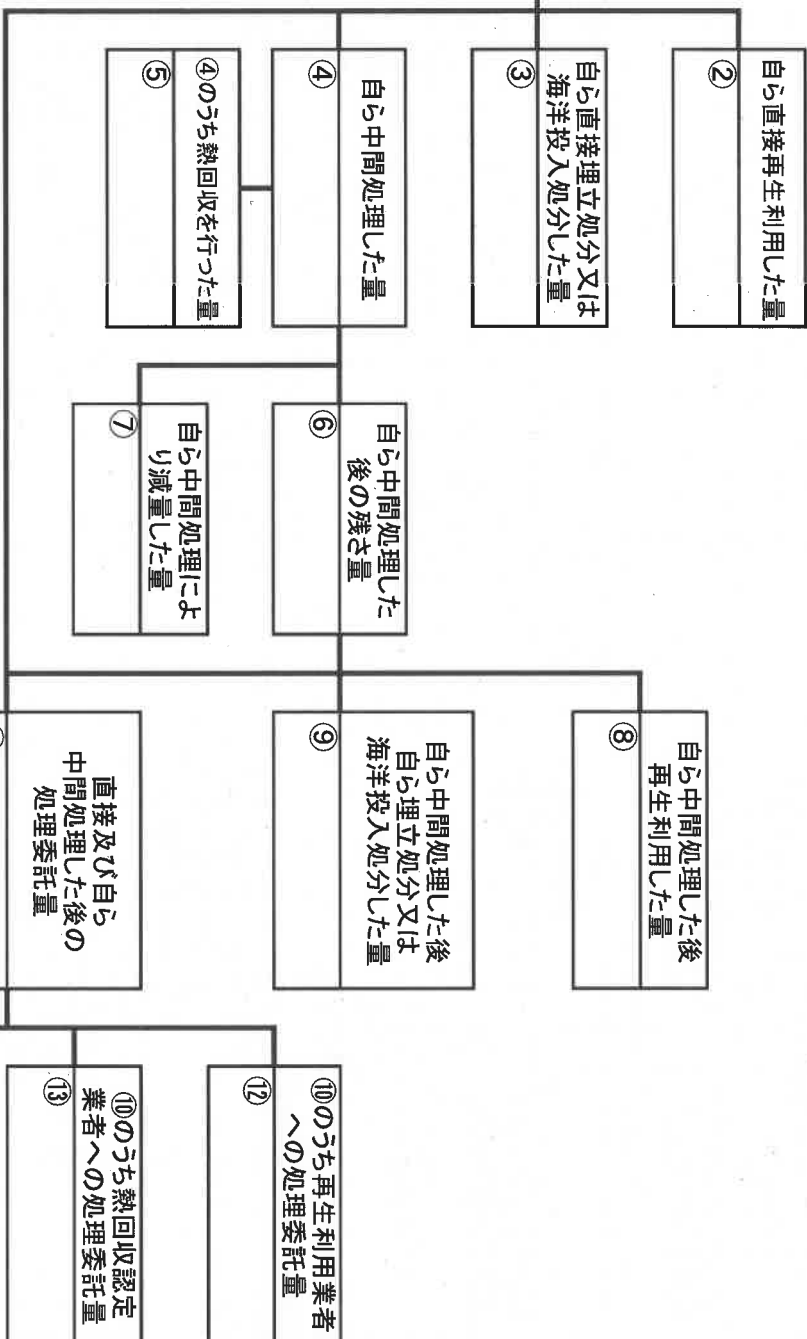 自ら直接再生利用した量
②
自ら直接埋立処分又は
海洋投入処分した量
③
自ら中間処理した量
④
④のうち熱回収を行った量
⑤
自ら中間処理した
後の残さ量
⑥
自ら中間処理によ
り減量した量
⑦
自ら中間処理した後
再生利用した量
⑧
自ら中間処理した後
自ら埋立処分又は
海洋投入処分した量
⑨
直接及び自ら
中間処理した後の
処理委託量
⑩のうち再生利用業者
への処理委託量
⑫
⑩のうち熱回収認定
業者への処理委託量
⑬